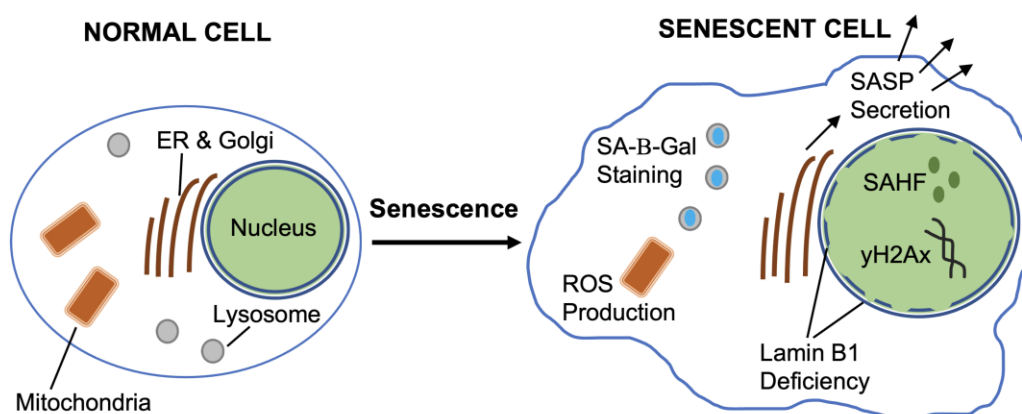 NORMAL CELL
ER & Golgi
Nucleus
Lysosome
Mitochondria
Senescence
SENESCENT CELL
SASP
Secretion
SA-B-Gal
Staining
SAHF
yH2Ax
ROS
Production
Lamin B1
Deficiency